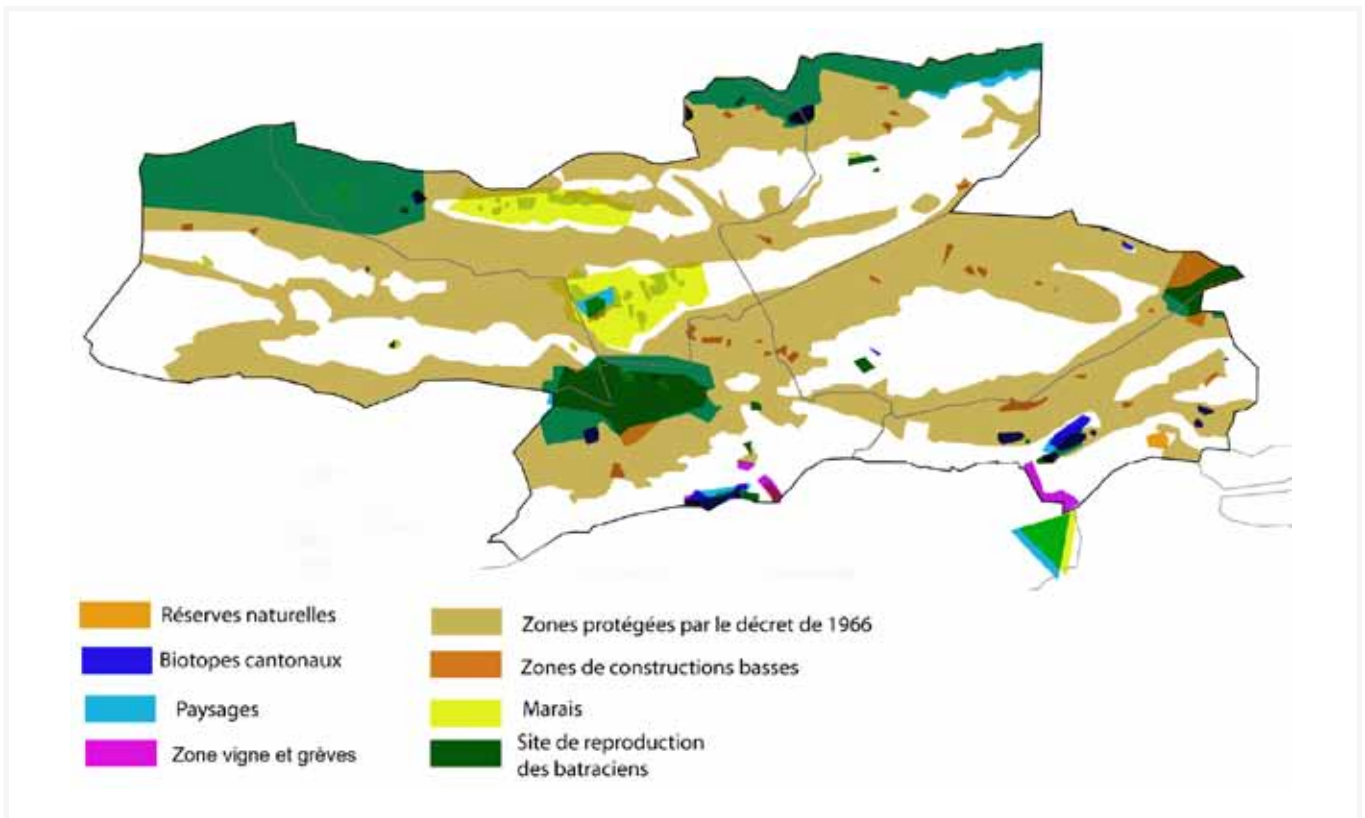 Réserves naturelles
Biotopes cantonaux
Paysages
Zone vigne et grèves
Zones protégées par le décret de 1966
Zones de constructions basses
Marais
Site de reproduction
des batraciens